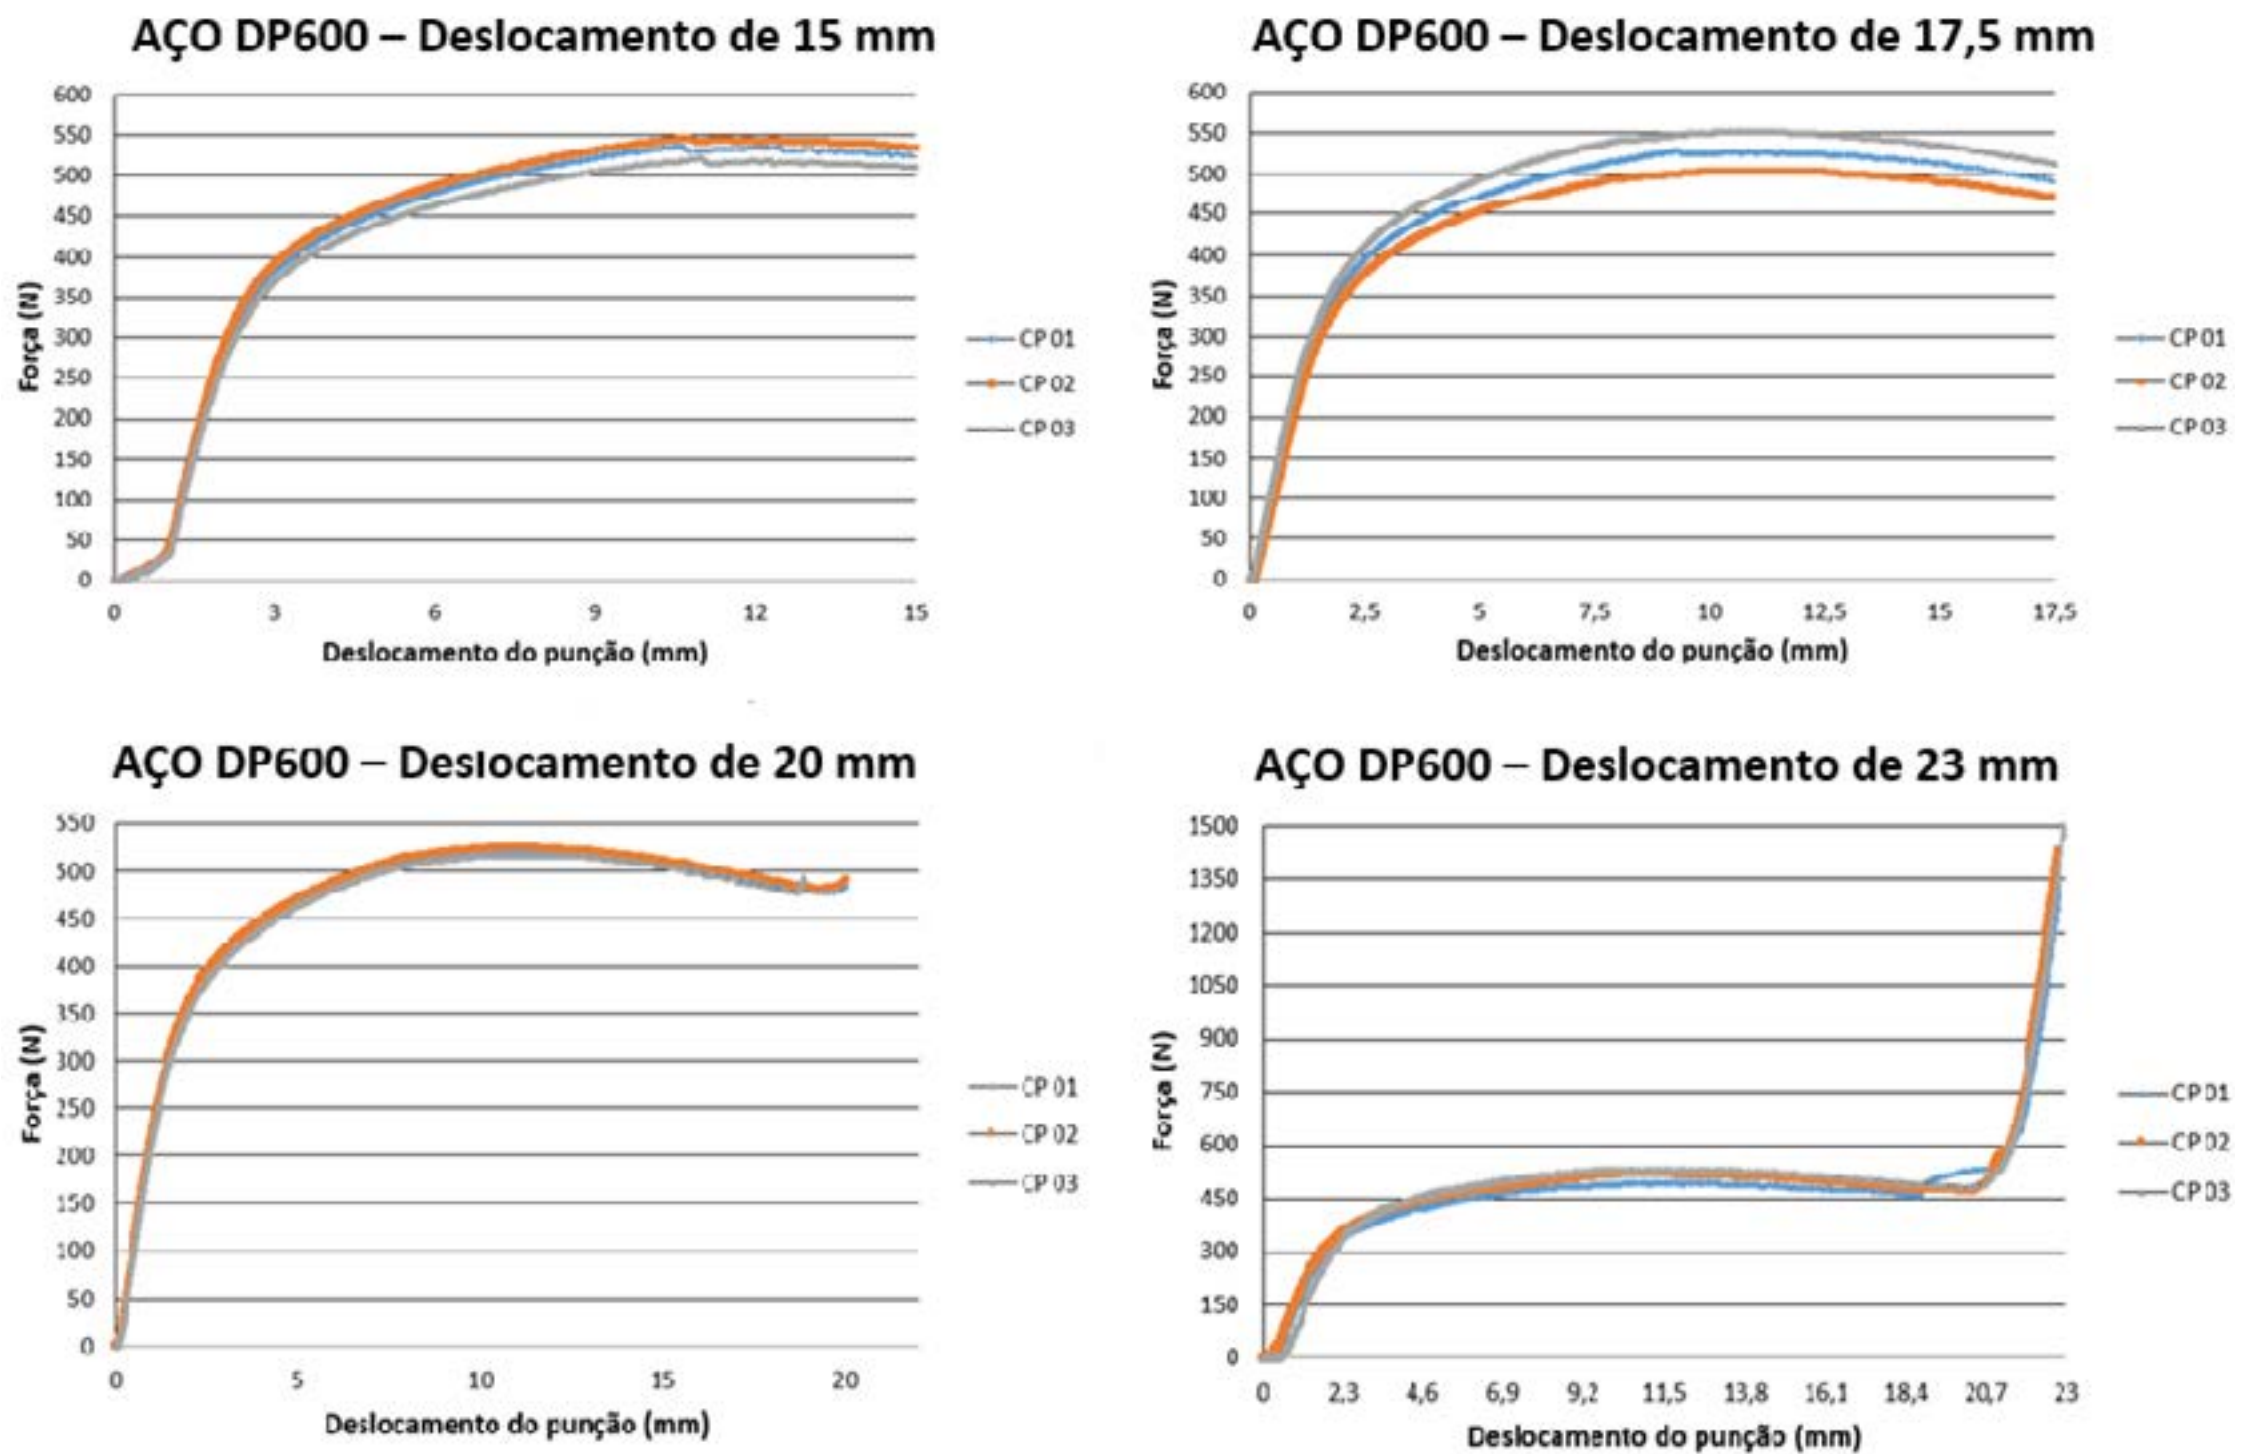 AÇO DP600 – Deslocamento de 15 mm
600
550
500
450
400
350
300
250
200
150
100
50
0
Força (N)
0 3 6 9 12 15
Deslocamento do punção (mm)
CP 01
CP 02
CP 03
AÇO DP600 – Deslocamento de 17,5 mm
600
550
500
450
400
350
300
250
200
150
100
50
0
Força (N)
0 2,5 5 7,5 10 12,5 15 17,5
Deslocamento do punção (mm)
CP 01
CP 02
CP 03
AÇO DP600 – Deslocamento de 20 mm
550
500
450
400
350
300
250
200
150
100
50
0
Força (N)
0 5 10 15 20
Deslocamento do punção (mm)
CP 01
CP 02
CP 03
AÇO DP600 – Deslocamento de 23 mm
1500
1350
1200
1050
900
750
600
450
300
150
0
Força (N)
0 2,3 4,6 6,9 9,2 11,5 13,8 16,1 18,4 20,7 23
Deslocamento do punção (mm)
CP 01
CP 02
CP 03